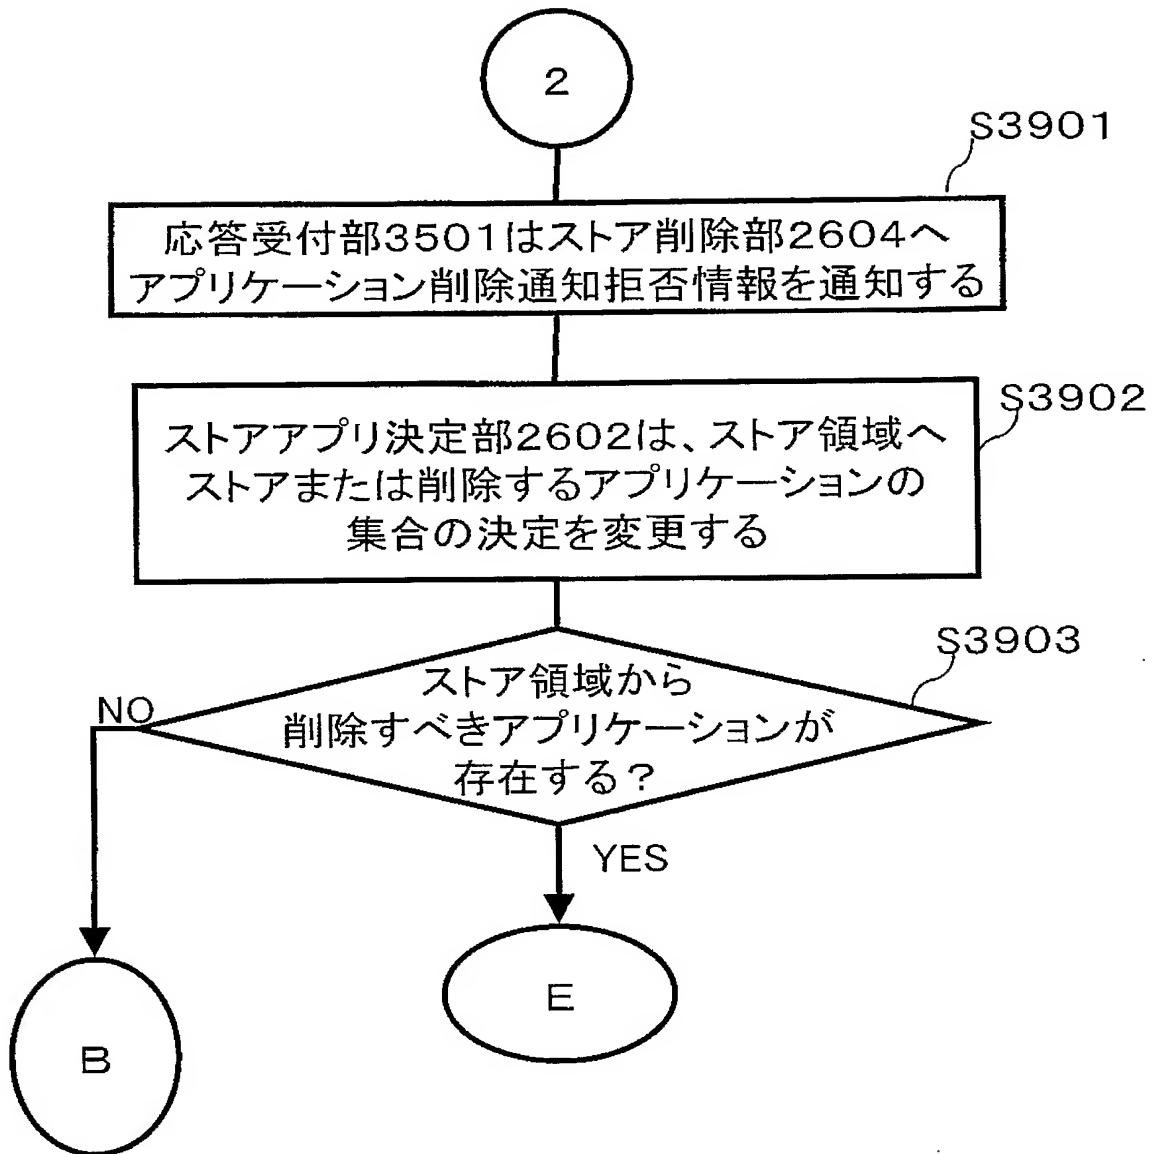 2
S3901
応答受付部3501はストア削除部2604へ
アプリケーション削除通知拒否情報を通知する
S3902
ストアアプリ決定部2602は、ストア領域へ
ストアまたは削除するアプリケーションの
集合の決定を変更する
S3903
ストア領域から
削除すべきアプリケーションが
存在する？
NO
YES
E
B